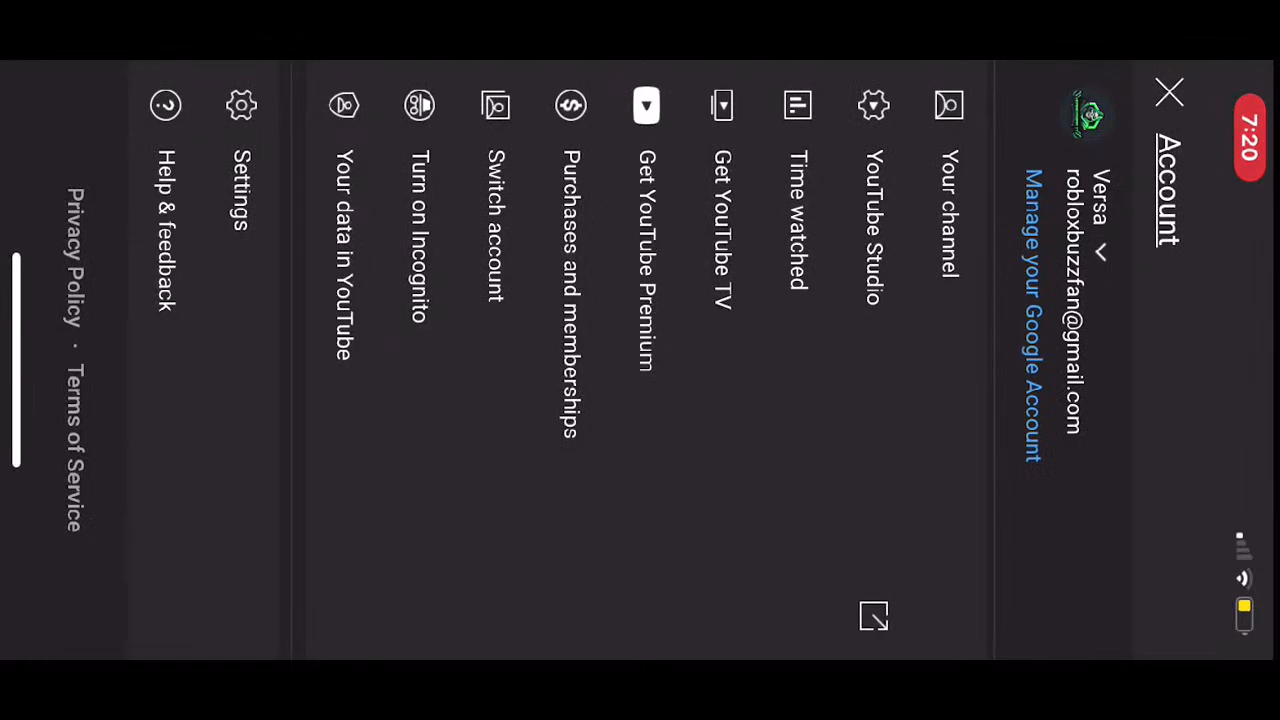 7:20
Account
Versa
robloxbuzzfan@gmail.com
Manage your Google Account
Your channel
YouTube Studio
Time watched
Get YouTube TV
Get YouTube Premium
Purchases and memberships
Switch account
Turn on Incognito
Your data in YouTube
Settings
Help & feedback
Privacy Policy · Terms of Service